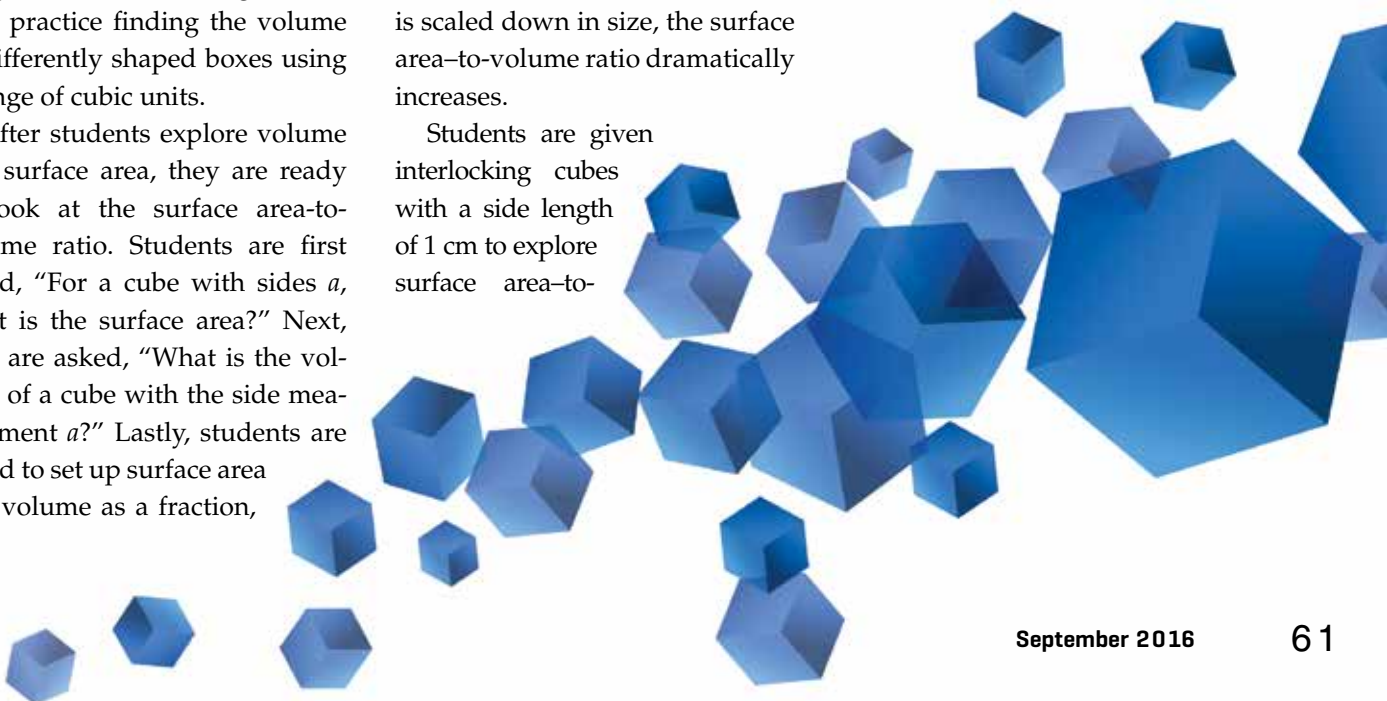 practice finding the volume
ifferently shaped boxes using
nge of cubic units.
fter students explore volume
surface area, they are ready
ook at the surface area-to-
me ratio. Students are first
d, “For a cube with sides a,
t is the surface area?” Next,
are asked, “What is the vol-
of a cube with the side mea-
ment a?” Lastly, students are
d to set up surface area
volume as a fraction,
is scaled down in size, the surface
area–to-volume ratio dramatically
increases.
Students are given
interlocking cubes
with a side length
of 1 cm to explore
surface area–to-
September 2016 61